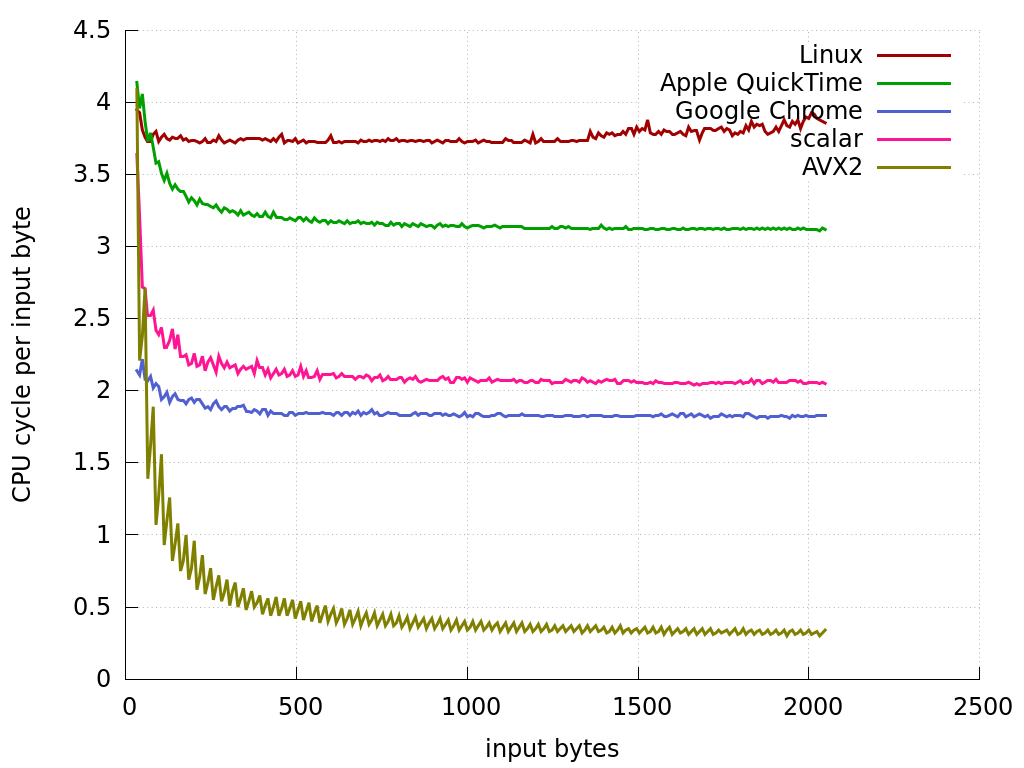 4.5
4
3.5
3
2.5
2
1.5
1
0.5
0
CPU cycle per input byte
Linux
Apple QuickTime
Google Chrome
scalar
AVX2
0 500 1000 1500 2000 2500
input bytes